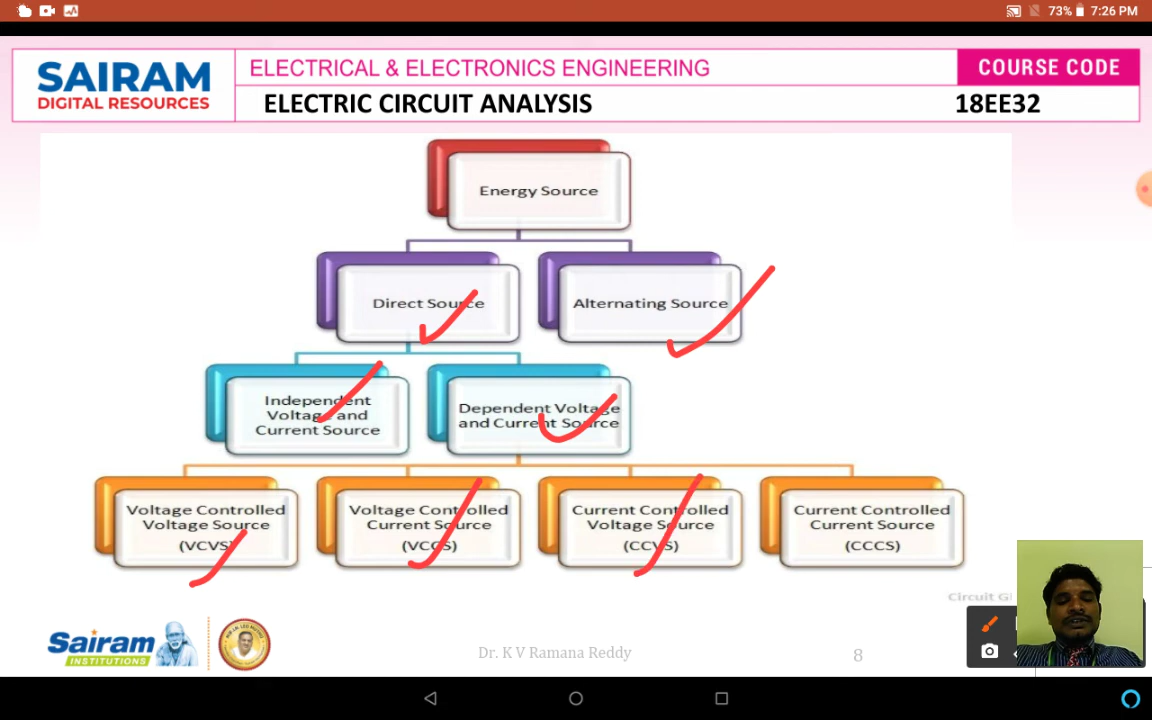 73% 7:26 PM
SAIRAM
DIGITAL RESOURCES
ELECTRICAL & ELECTRONICS ENGINEERING
COURSE CODE
ELECTRIC CIRCUIT ANALYSIS
18EE32
Energy Source
Direct Source
Alternating Source
Independent
Voltage and
Current Source
Dependent Voltage
and Current Source
Voltage Controlled
Voltage Source
(VCVS)
Voltage Controlled
Current Source
(VCCS)
Current Controlled
Voltage Source
(CCVS)
Current Controlled
Current Source
(CCCS)
Circuit Gl
Sairam
INSTITUTIONS
Dr. K V Ramana Reddy
8